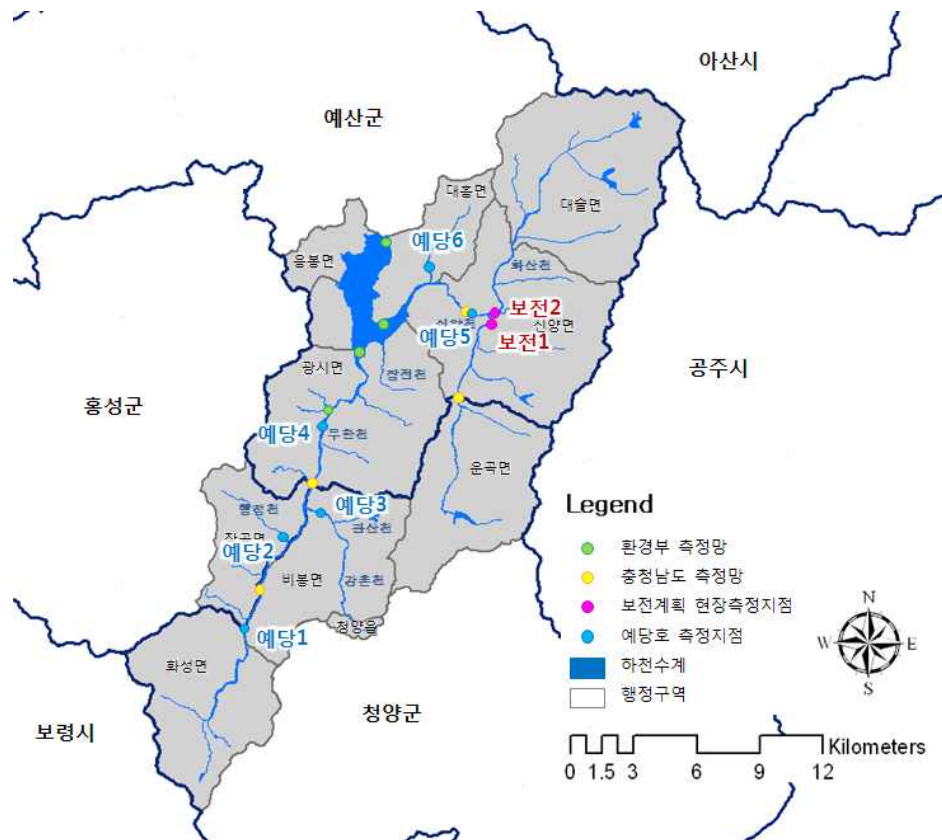 아산시
예산군
대흥면
대술면
예당6
응봉면
화산천
보전2
신양천
신양면
예당5
보전1
광시면
장전천
공주시
홍성군
예당4
무한천
운곡면
Legend
예당3
장곡면
예당2
비봉면
강촌천
환경부 측정망
충청남도 측정망
청양읍
보전계획 현장측정지점
예당1
예당호 측정지점
화성면
하천수계
행정구역
N
W
E
S
청양군
보령시
Kilometers
0 1.5 3 6 9 12